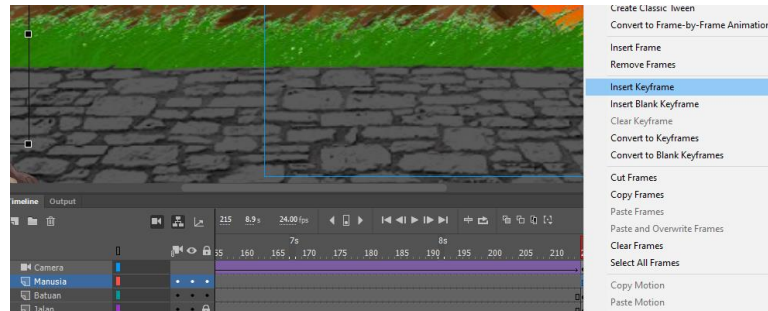 Create Classic Tween
Convert to Frame-by-Frame Animation
Insert Frame
Remove Frames
Insert Keyframe
Insert Blank Keyframe
Clear Keyframe
Convert to Keyframes
Convert to Blank Keyframes
Cut Frames
Copy Frames
Paste Frames
Paste and Overwrite Frames
Clear Frames
Select All Frames
Copy Motion
Paste Motion
Timeline Output
215 8.9 s 24.00 fps
7s 8s
55 160 165 170 175 180 185 190 195 200 205 210
Camera
Manusia
Batuan
Jalan